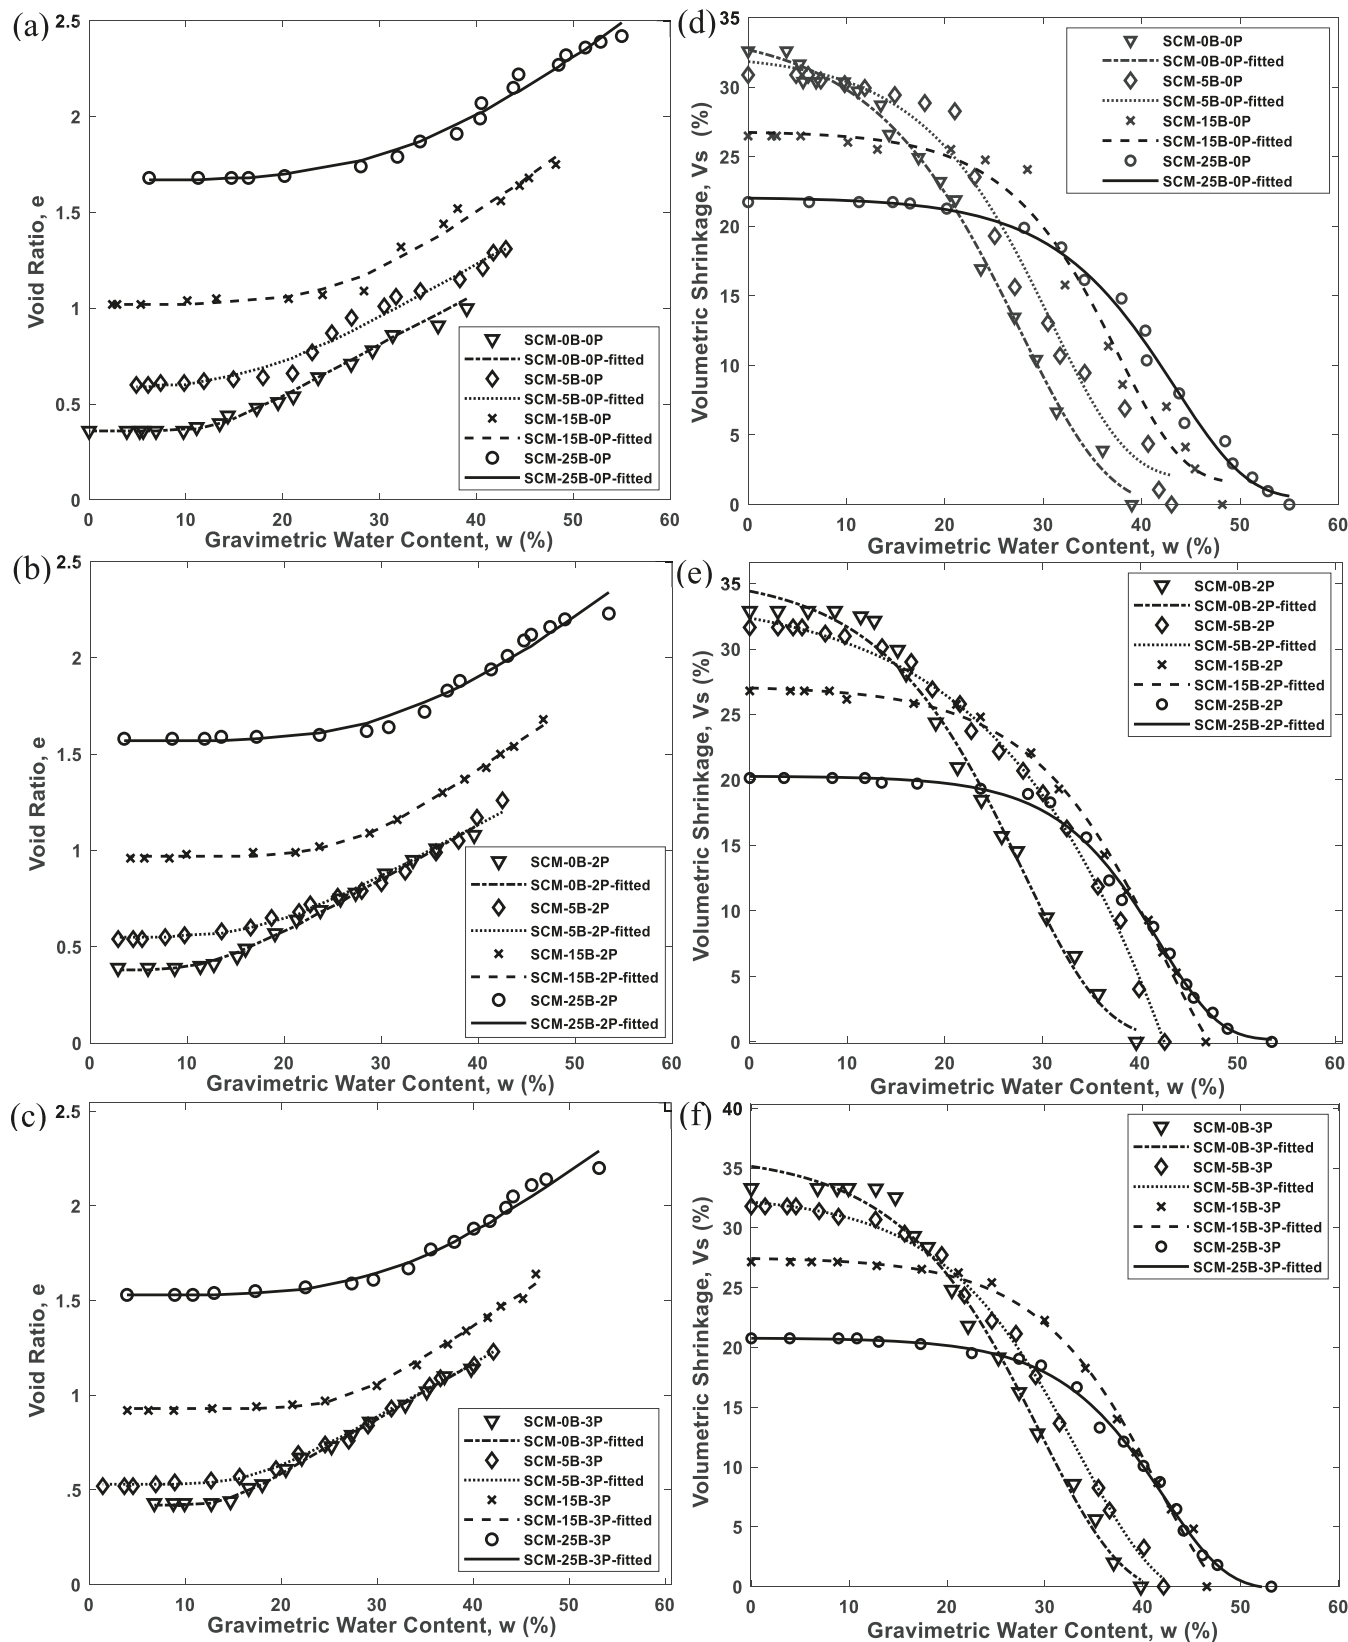 (a)
2.5
2
1.5
1
0.5
0
Void Ratio, e
0 10 20 30 40 50 60
Gravimetric Water Content, w (%)
SCM-0B-0P
SCM-0B-0P-fitted
SCM-5B-0P
SCM-5B-0P-fitted
SCM-15B-0P
SCM-15B-0P-fitted
SCM-25B-0P
SCM-25B-0P-fitted
(d)
35
30
25
20
15
10
5
0
Volumetric Shrinkage, Vs (%)
0 10 20 30 40 50 60
Gravimetric Water Content, w (%)
SCM-0B-0P
SCM-0B-0P-fitted
SCM-5B-0P
SCM-5B-0P-fitted
SCM-15B-0P
SCM-15B-0P-fitted
SCM-25B-0P
SCM-25B-0P-fitted
(b)
2.5
2
1.5
1
0.5
0
Void Ratio, e
0 10 20 30 40 50 60
Gravimetric Water Content, w (%)
SCM-0B-2P
SCM-0B-2P-fitted
SCM-5B-2P
SCM-5B-2P-fitted
SCM-15B-2P
SCM-15B-2P-fitted
SCM-25B-2P
SCM-25B-2P-fitted
(e)
35
30
25
20
15
10
5
0
Volumetric Shrinkage, Vs (%)
0 10 20 30 40 50 60
Gravimetric Water Content, w (%)
SCM-0B-2P
SCM-0B-2P-fitted
SCM-5B-2P
SCM-5B-2P-fitted
SCM-15B-2P
SCM-15B-2P-fitted
SCM-25B-2P
SCM-25B-2P-fitted
(c)
2.5
2
1.5
1
.5
0
Void Ratio, e
0 10 20 30 40 50 60
Gravimetric Water Content, w (%)
SCM-0B-3P
SCM-0B-3P-fitted
SCM-5B-3P
SCM-5B-3P-fitted
SCM-15B-3P
SCM-15B-3P-fitted
SCM-25B-3P
SCM-25B-3P-fitted
(f)
40
35
30
25
20
15
10
5
0
Volumetric Shrinkage, Vs (%)
0 10 20 30 40 50 60
Gravimetric Water Content, w (%)
SCM-0B-3P
SCM-0B-3P-fitted
SCM-5B-3P
SCM-5B-3P-fitted
SCM-15B-3P
SCM-15B-3P-fitted
SCM-25B-3P
SCM-25B-3P-fitted